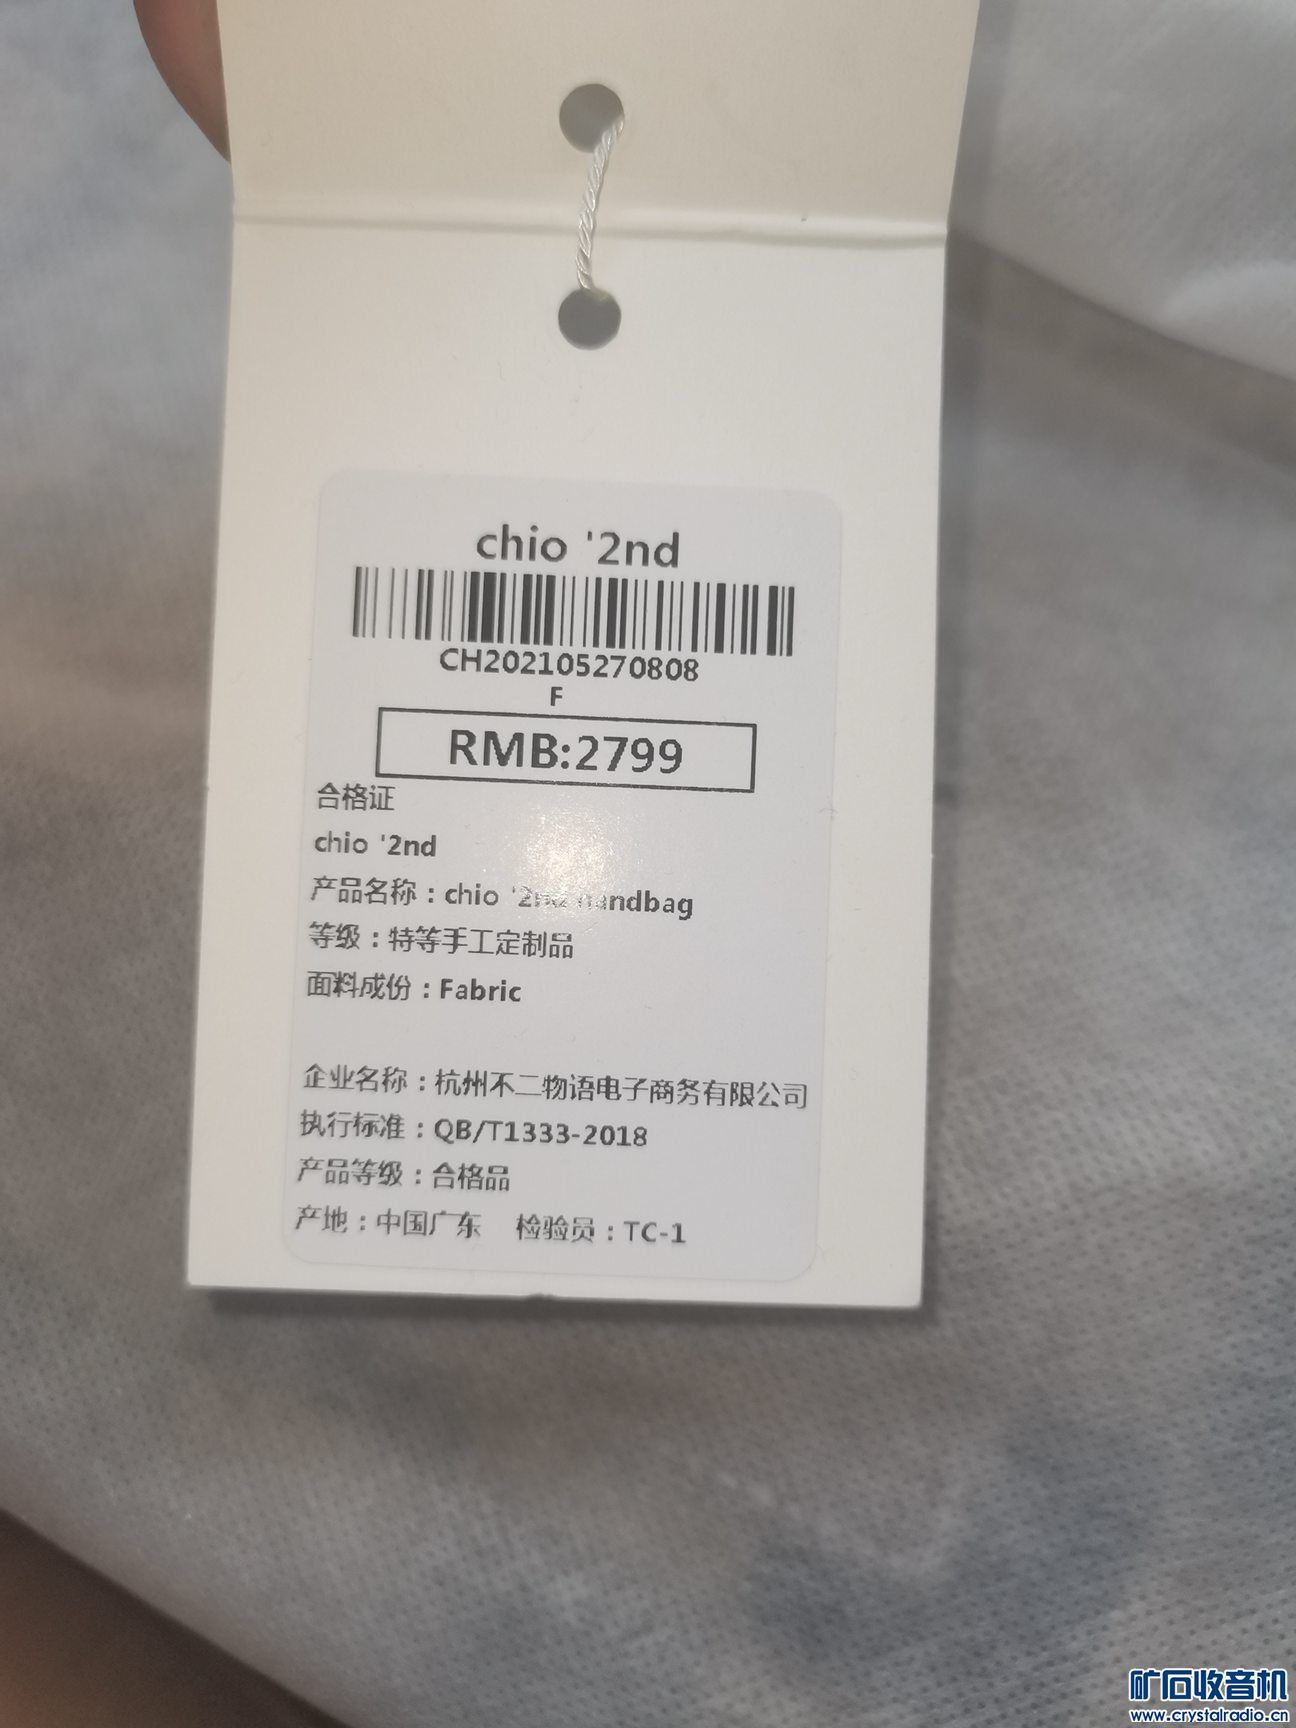 chio '2nd
CH202105270808
F
RMB:2799
合格证
chio '2nd
产品名称：chio '2nd handbag
等级：特等手工定制品
面料成份：Fabric
企业名称：杭州不二物语电子商务有限公司
执行标准：QB/T1333-2018
产品等级：合格品
产地：中国广东 检验员：TC-1
矿石收音机
www.crystalradio.cn